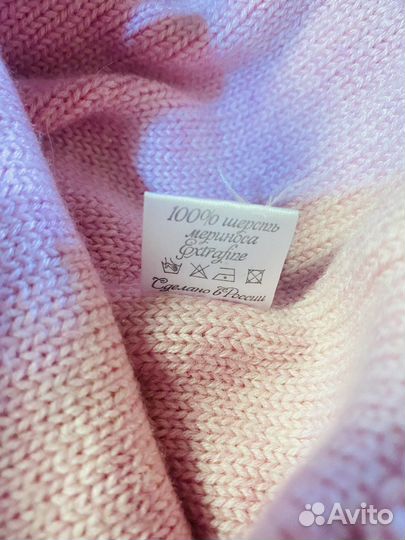 100% шерсть
мериноса
Extrafine
Сделано в России
Avito